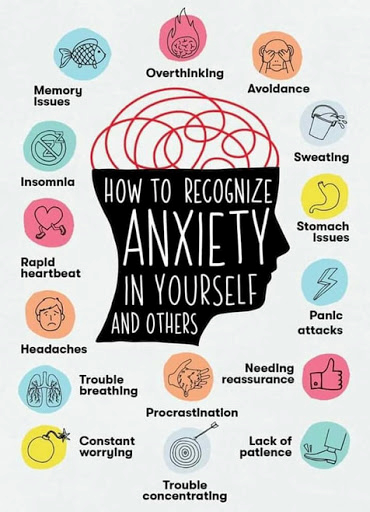 Overthinking
Memory
Issues
Avoidance
Sweating
Insomnia
HOW TO RECOGNIZE
ANXIETY
IN YOURSELF
AND OTHERS
Stomach
Issues
Rapid
heartbeat
Panic
attacks
Headaches
Trouble
breathing
Needing
reassurance
Procrastination
Constant
worrying
Lack of
patience
Trouble
concentrating